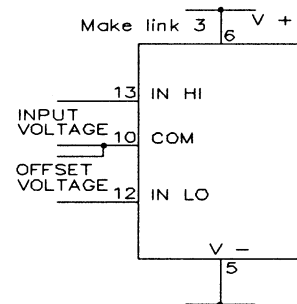 Make link 3
V +
6
13 IN HI
INPUT
VOLTAGE
10 COM
OFFSET
VOLTAGE
12 IN LO
V -
5